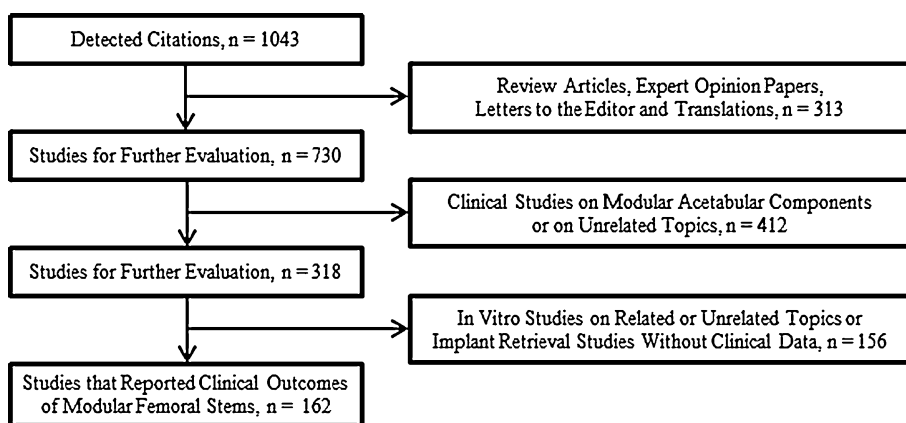 Detected Citations, n = 1043
Review Articles, Expert Opinion Papers,
Letters to the Editor and Translations, n = 313
Studies for Further Evaluation, n = 730
Clinical Studies on Modular Acetabular Components
or on Unrelated Topics, n = 412
Studies for Further Evaluation, n = 318
In Vitro Studies on Related or Unrelated Topics or
Implant Retrieval Studies Without Clinical Data, n = 156
Studies that Reported Clinical Outcomes
of Modular Femoral Stems, n = 162